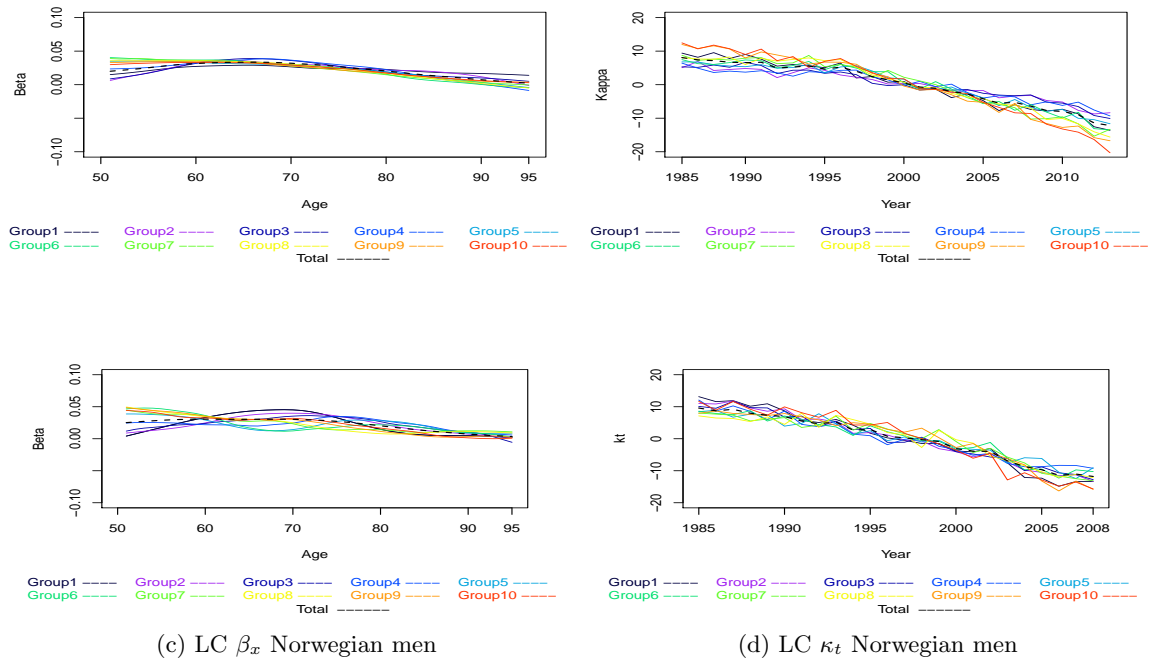 0.10
0.05
0.00
−0.10
Beta
50 60 70 80 90 95
Age
Group1 −−−− Group2 −−−− Group3 −−−− Group4 −−−− Group5 −−−−
Group6 −−−− Group7 −−−− Group8 −−−− Group9 −−−− Group10 −−−−
Total −−−−−−
20
10
0
−10
−20
Kappa
1985 1990 1995 2000 2005 2010
Year
Group1 −−−− Group2 −−−− Group3 −−−− Group4 −−−− Group5 −−−−
Group6 −−−− Group7 −−−− Group8 −−−− Group9 −−−− Group10 −−−−
Total −−−−−−
0.10
0.05
0.00
−0.10
Beta
50 60 70 80 90 95
Age
Group1 −−−− Group2 −−−− Group3 −−−− Group4 −−−− Group5 −−−−
Group6 −−−− Group7 −−−− Group8 −−−− Group9 −−−− Group10 −−−−
Total −−−−−−
(c) LC βx Norwegian men
20
10
0
−10
−20
kt
1985 1990 1995 2000 2005 2008
Year
Group1 −−−− Group2 −−−− Group3 −−−− Group4 −−−− Group5 −−−−
Group6 −−−− Group7 −−−− Group8 −−−− Group9 −−−− Group10 −−−−
Total −−−−−−
(d) LC κt Norwegian men